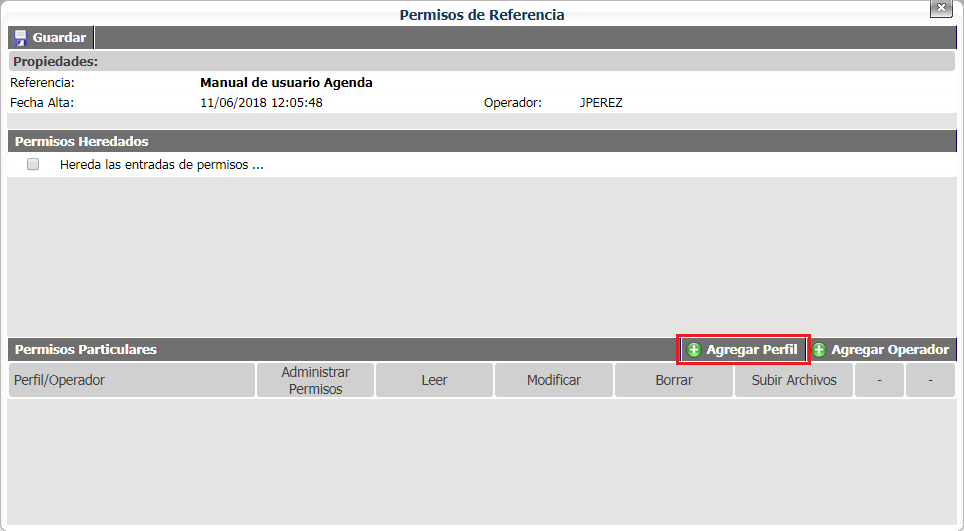 Permisos de Referencia
Guardar
Propiedades:
Referencia: Manual de usuario Agenda
Fecha Alta: 11/06/2018 12:05:48 Operador: JPEREZ
Permisos Heredados
Hereda las entradas de permisos ...
Permisos Particulares Agregar Perfil Agregar Operador
Perfil/Operador Administrar Permisos Leer Modificar Borrar Subir Archivos - -